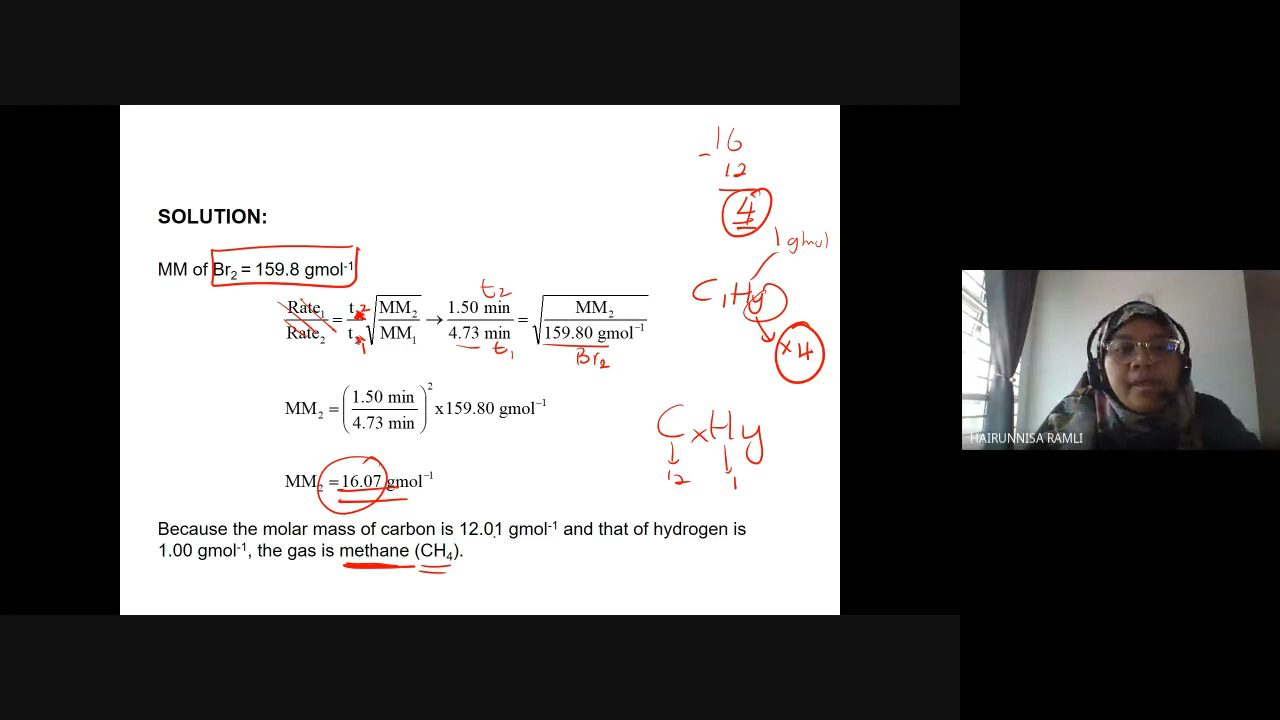 SOLUTION:
MM of Br₂ = 159.8 gmol⁻¹
Rate₁ / Rate₂ = t₂ / t₁ √(MM₂ / MM₁) → 1.50 min / 4.73 min = √(MM₂ / 159.80 gmol⁻¹)
t₂
t₁
Br₂
MM₂ = (1.50 min / 4.73 min)² x 159.80 gmol⁻¹
MM₂ = 16.07 gmol⁻¹
Because the molar mass of carbon is 12.01 gmol⁻¹ and that of hydrogen is
1.00 gmol⁻¹, the gas is methane (CH₄).
16
- 12
4
1 gmol
C₁Hy
x 4
CxHy
12 1
HAIRUNNISA RAMLI